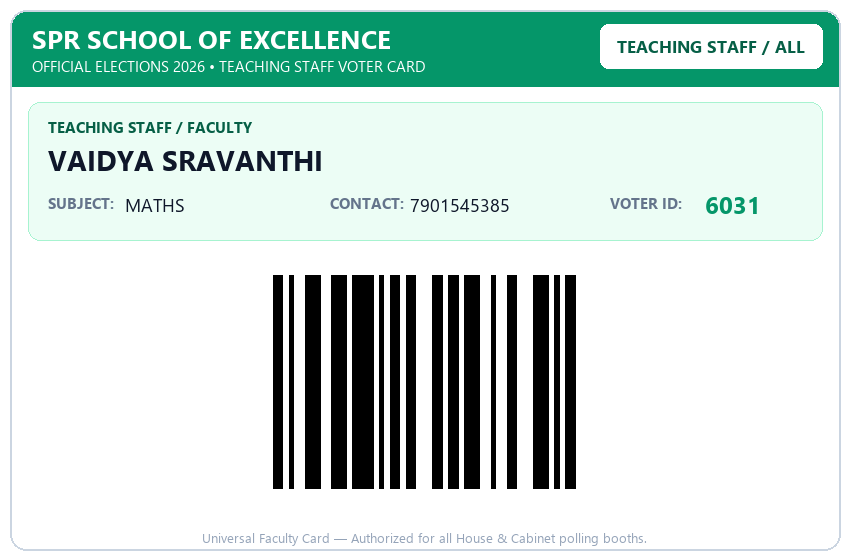 SPR SCHOOL OF EXCELLENCE
OFFICIAL ELECTIONS 2026 • TEACHING STAFF VOTER CARD
TEACHING STAFF / ALL
TEACHING STAFF / FACULTY
VAIDYA SRAVANTHI
SUBJECT: MATHS CONTACT: 7901545385 VOTER ID: 6031
Universal Faculty Card — Authorized for all House & Cabinet polling booths.